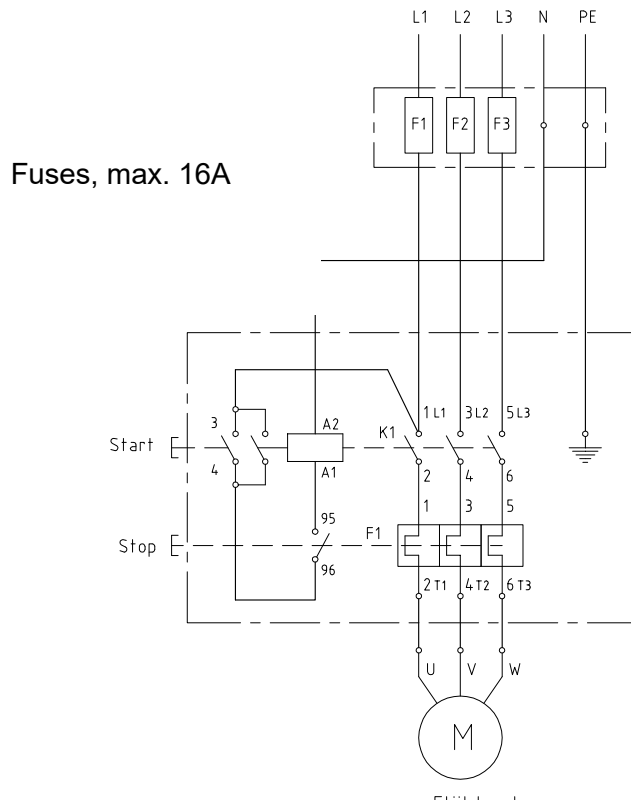 L1 L2 L3 N PE
F1 F2 F3
Fuses, max. 16A
3 A2 K1 1 L1 3 L2 5 L3
Start
4 A1 2 4 6
95 1 3 5
Stop F1
96 2 T1 4 T2 6 T3
U V W
M